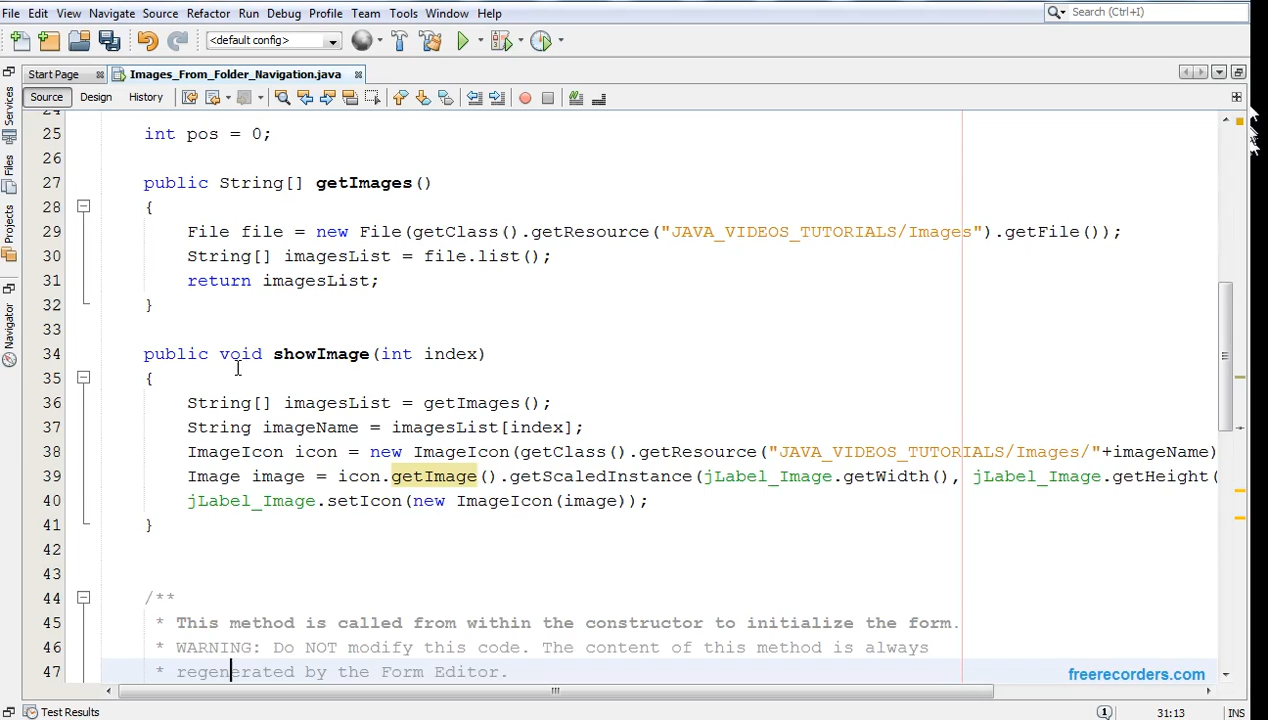 File Edit View Navigate Source Refactor Run Debug Profile Team Tools Window Help
Search (Ctrl+I)
<default config>
Start Page
Images_From_Folder_Navigation.java
Source Design History
Services
Files
Projects
Navigator
24
25 int pos = 0;
26
27 public String[] getImages()
28 {
29 File file = new File(getClass().getResource("JAVA_VIDEOS_TUTORIALS/Images").getFile());
30 String[] imagesList = file.list();
31 return imagesList;
32 }
33
34 public void showImage(int index)
35 {
36 String[] imagesList = getImages();
37 String imageName = imagesList[index];
38 ImageIcon icon = new ImageIcon(getClass().getResource("JAVA_VIDEOS_TUTORIALS/Images/"+imageName)
39 Image image = icon.getImage().getScaledInstance(jLabel_Image.getWidth(), jLabel_Image.getHeight(
40 jLabel_Image.setIcon(new ImageIcon(image));
41 }
42
43
44 /**
45 * This method is called from within the constructor to initialize the form.
46 * WARNING: Do NOT modify this code. The content of this method is always
47 * regenerated by the Form Editor.
freerecorders.com
Test Results
1
31:13
INS